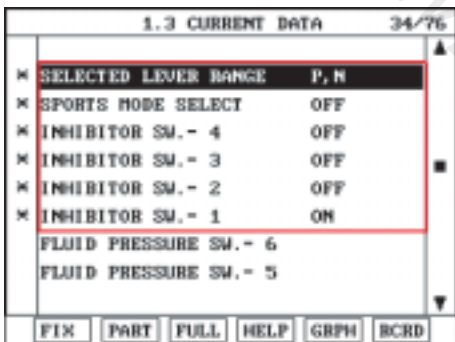 1.3 CURRENT DATA 34/76
× SELECTED LEVER RANGE P,N
× SPORTS MODE SELECT OFF
× INHIBITOR SW.- 4 OFF
× INHIBITOR SW.- 3 OFF
× INHIBITOR SW.- 2 OFF
× INHIBITOR SW.- 1 ON
FLUID PRESSURE SW.- 6
FLUID PRESSURE SW.- 5
FIX PART FULL HELP GRPH RCRD